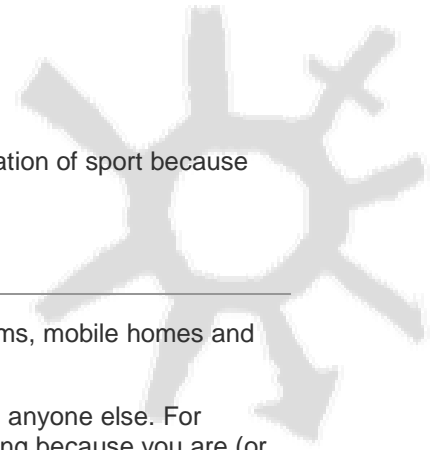 ation of sport because
ms, mobile homes and
anyone else. For
ng because you are (or